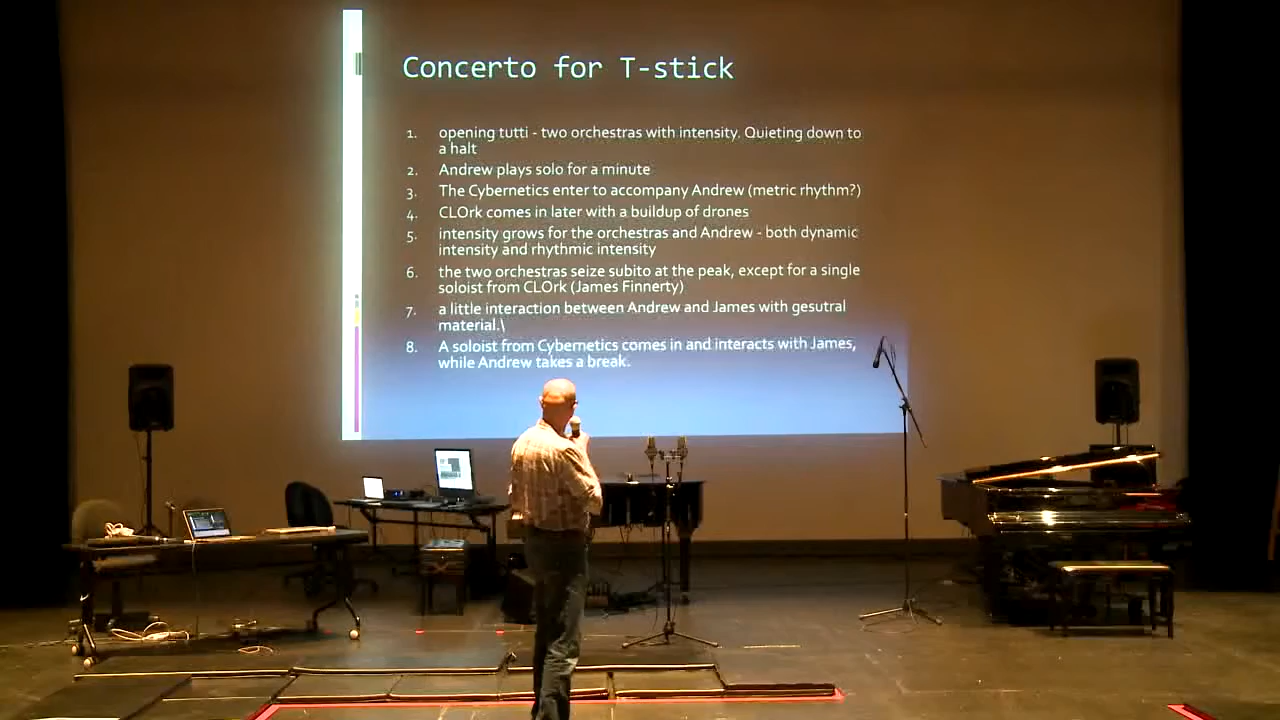 Concerto for T-stick
1. opening tutti - two orchestras with intensity. Quieting down to
a halt
2. Andrew plays solo for a minute
3. The Cybernetics enter to accompany Andrew (metric rhythm?)
4. CLOrk comes in later with a buildup of drones
5. intensity grows for the orchestras and Andrew - both dynamic
intensity and rhythmic intensity
6. the two orchestras seize subito at the peak, except for a single
soloist from CLOrk (James Finnerty)
7. a little interaction between Andrew and James with gesutral
material.\
8. A soloist from Cybernetics comes in and interacts with James,
while Andrew takes a break.